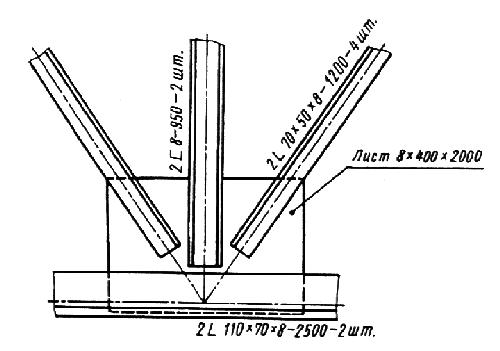 2 [ 8-950-2 шт.
2 L 70×50×8-1200-4 шт.
Лист 8×400×2000
2 L 110×70×8-2500-2 шт.